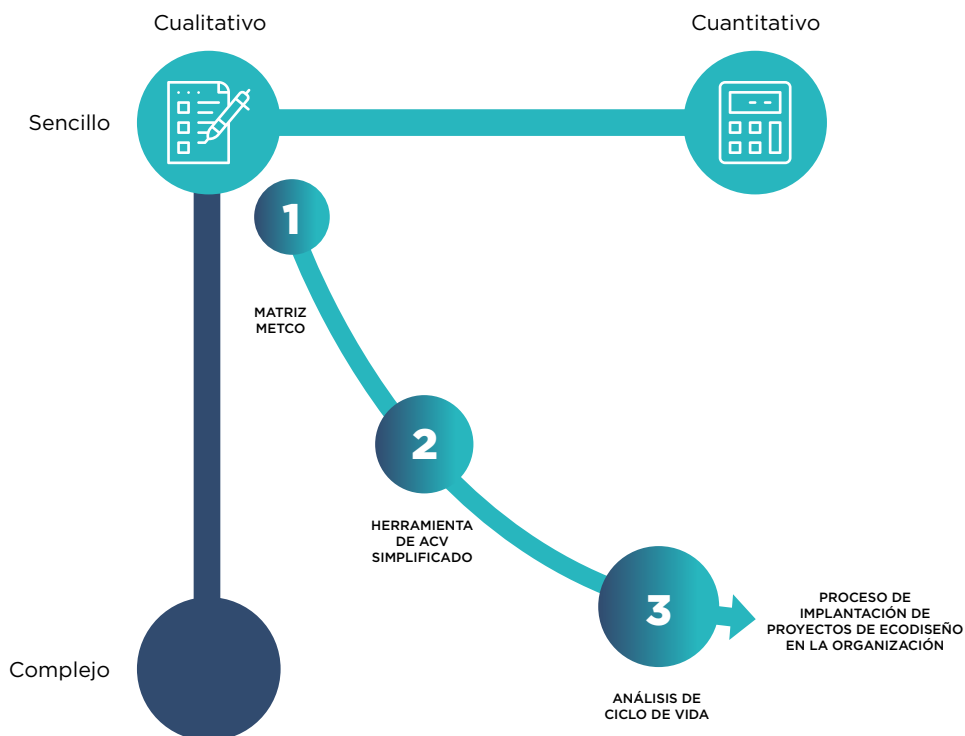 Cualitativo
Cuantitativo
Sencillo
1
MATRIZ
METCO
2
HERRAMIENTA
DE ACV
SIMPLIFICADO
3
PROCESO DE
IMPLANTACIÓN DE
PROYECTOS DE ECODISEÑO
EN LA ORGANIZACIÓN
Complejo
ANÁLISIS DE
CICLO DE VIDA